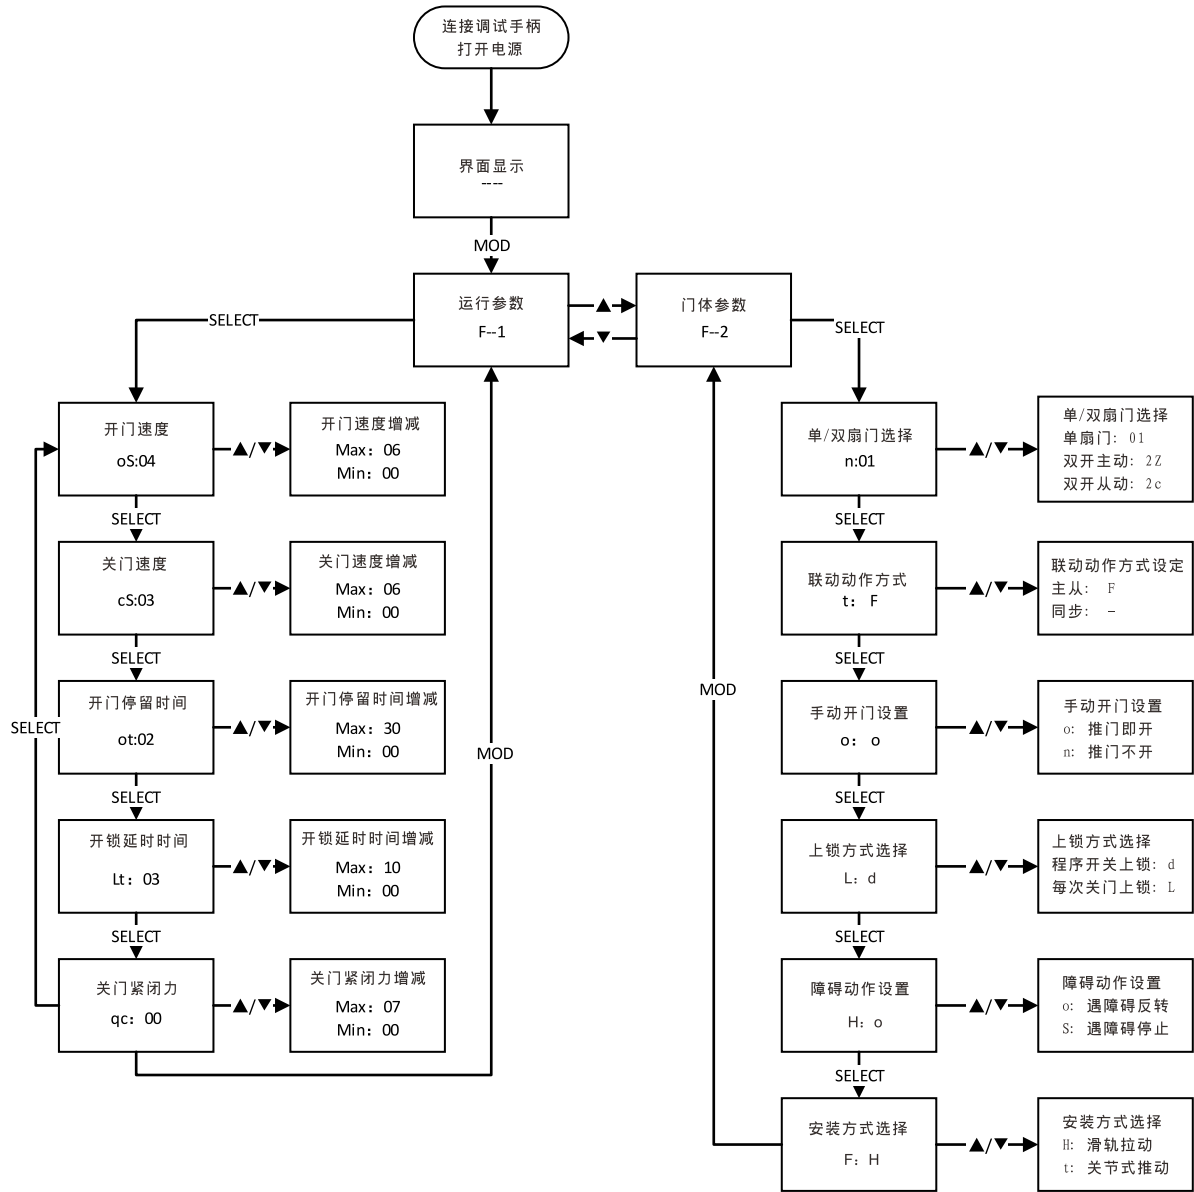 连接调试手柄
打开电源
界面显示
----
MOD
运行参数
F--1
▲
▼
门体参数
F--2
SELECT
SELECT
开门速度
oS:04
▲/▼
开门速度增减
Max：06
Min：00
SELECT
关门速度
cS:03
▲/▼
关门速度增减
Max：06
Min：00
SELECT
开门停留时间
ot:02
▲/▼
开门停留时间增减
Max：30
Min：00
SELECT
SELECT
开锁延时时间
Lt：03
▲/▼
开锁延时时间增减
Max：10
Min：00
SELECT
关门紧闭力
qc：00
▲/▼
关门紧闭力增减
Max：07
Min：00
MOD
MOD
单/双扇门选择
n:01
▲/▼
单/双扇门选择
单扇门：01
双开主动：2Z
双开从动：2c
SELECT
联动动作方式
t：F
▲/▼
联动动作方式设定
主从：F
同步：－
SELECT
手动开门设置
o：o
▲/▼
手动开门设置
o：推门即开
n：推门不开
SELECT
上锁方式选择
L：d
▲/▼
上锁方式选择
程序开关上锁：d
每次关门上锁：L
SELECT
障碍动作设置
H：o
▲/▼
障碍动作设置
o：遇障碍反转
S：遇障碍停止
SELECT
安装方式选择
F：H
▲/▼
安装方式选择
H：滑轨拉动
t：关节式推动